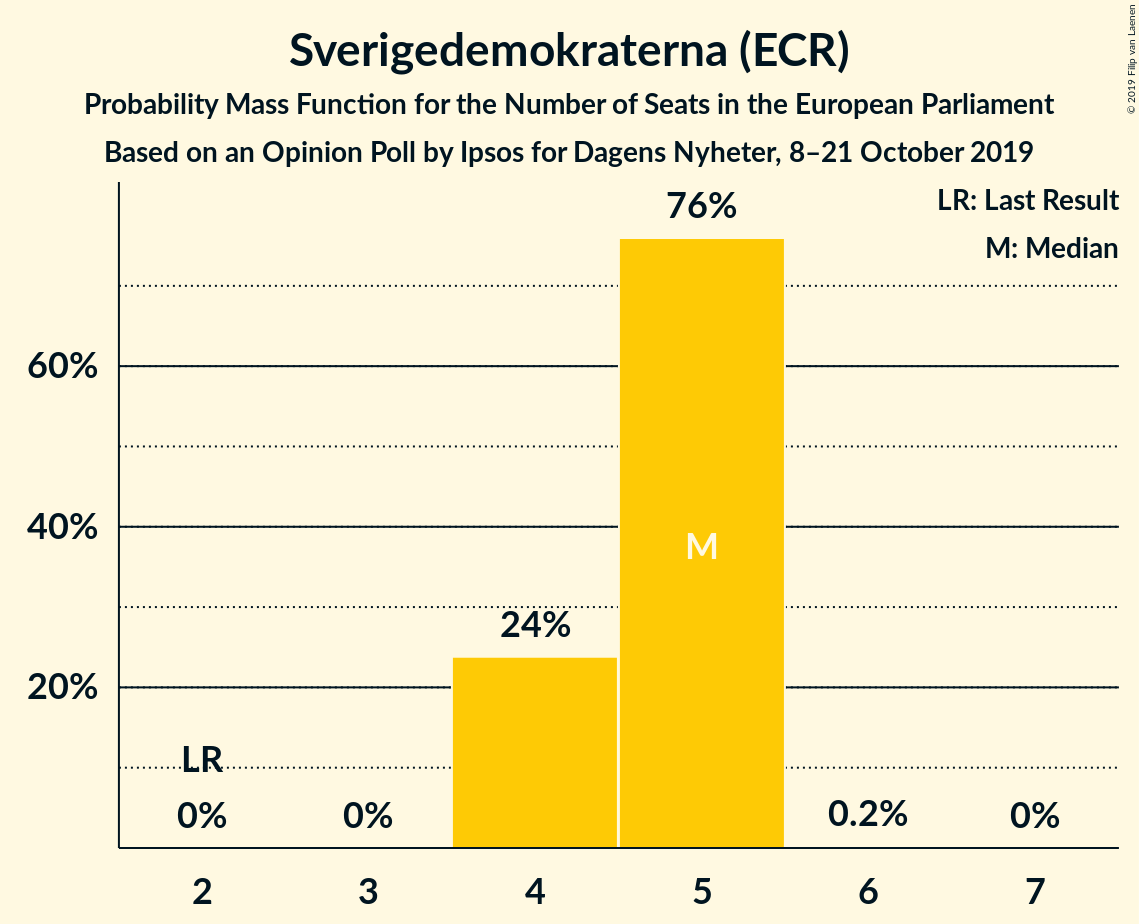 Sverigedemokraterna (ECR)
Probability Mass Function for the Number of Seats in the European Parliament
Based on an Opinion Poll by Ipsos for Dagens Nyheter, 8–21 October 2019
© 2019 Filip van Laenen
LR: Last Result
M: Median
76%
60%
40%
M
24%
20%
LR
0%
0%
0.2%
0%
2
3
4
5
6
7